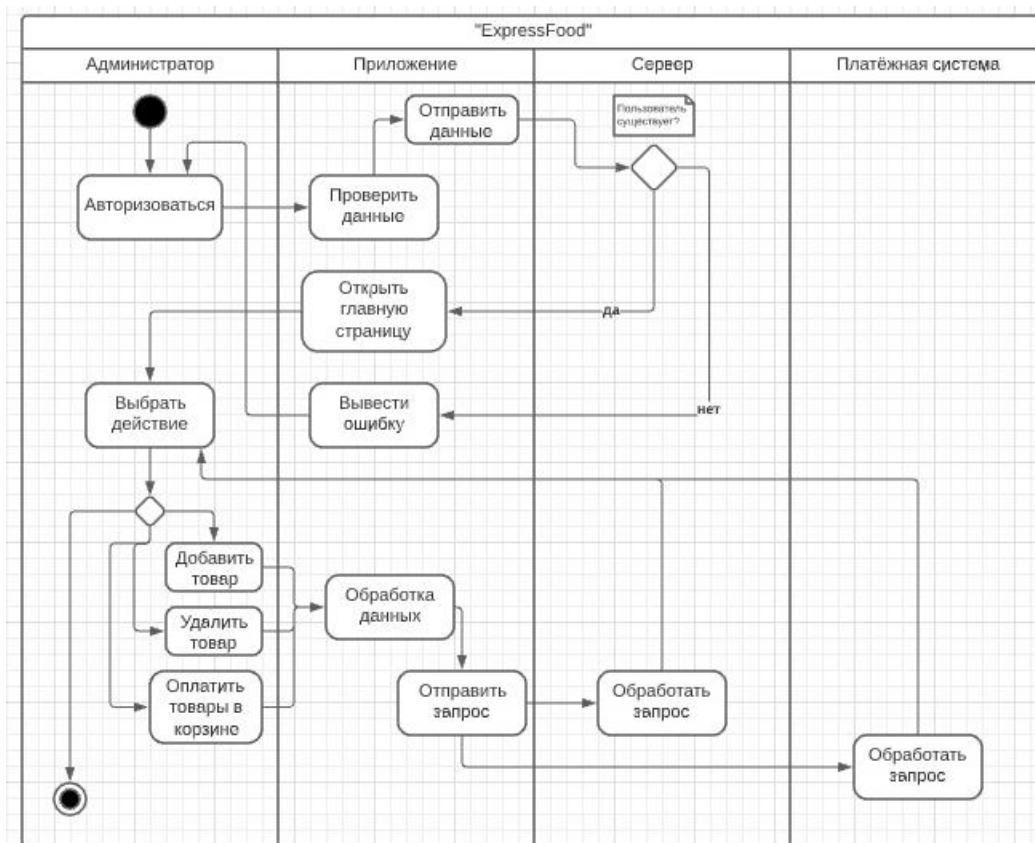 "ExpressFood"
Администратор
Приложение
Сервер
Платёжная система
Отправить
данные
Пользователь
существует?
Авторизоваться
Проверить
данные
Открыть
главную
страницу
да
Выбрать
действие
Вывести
ошибку
нет
Добавить
товар
Обработка
данных
Удалить
товар
Оплатить
товары в
корзине
Отправить
запрос
Обработать
запрос
Обработать
запрос